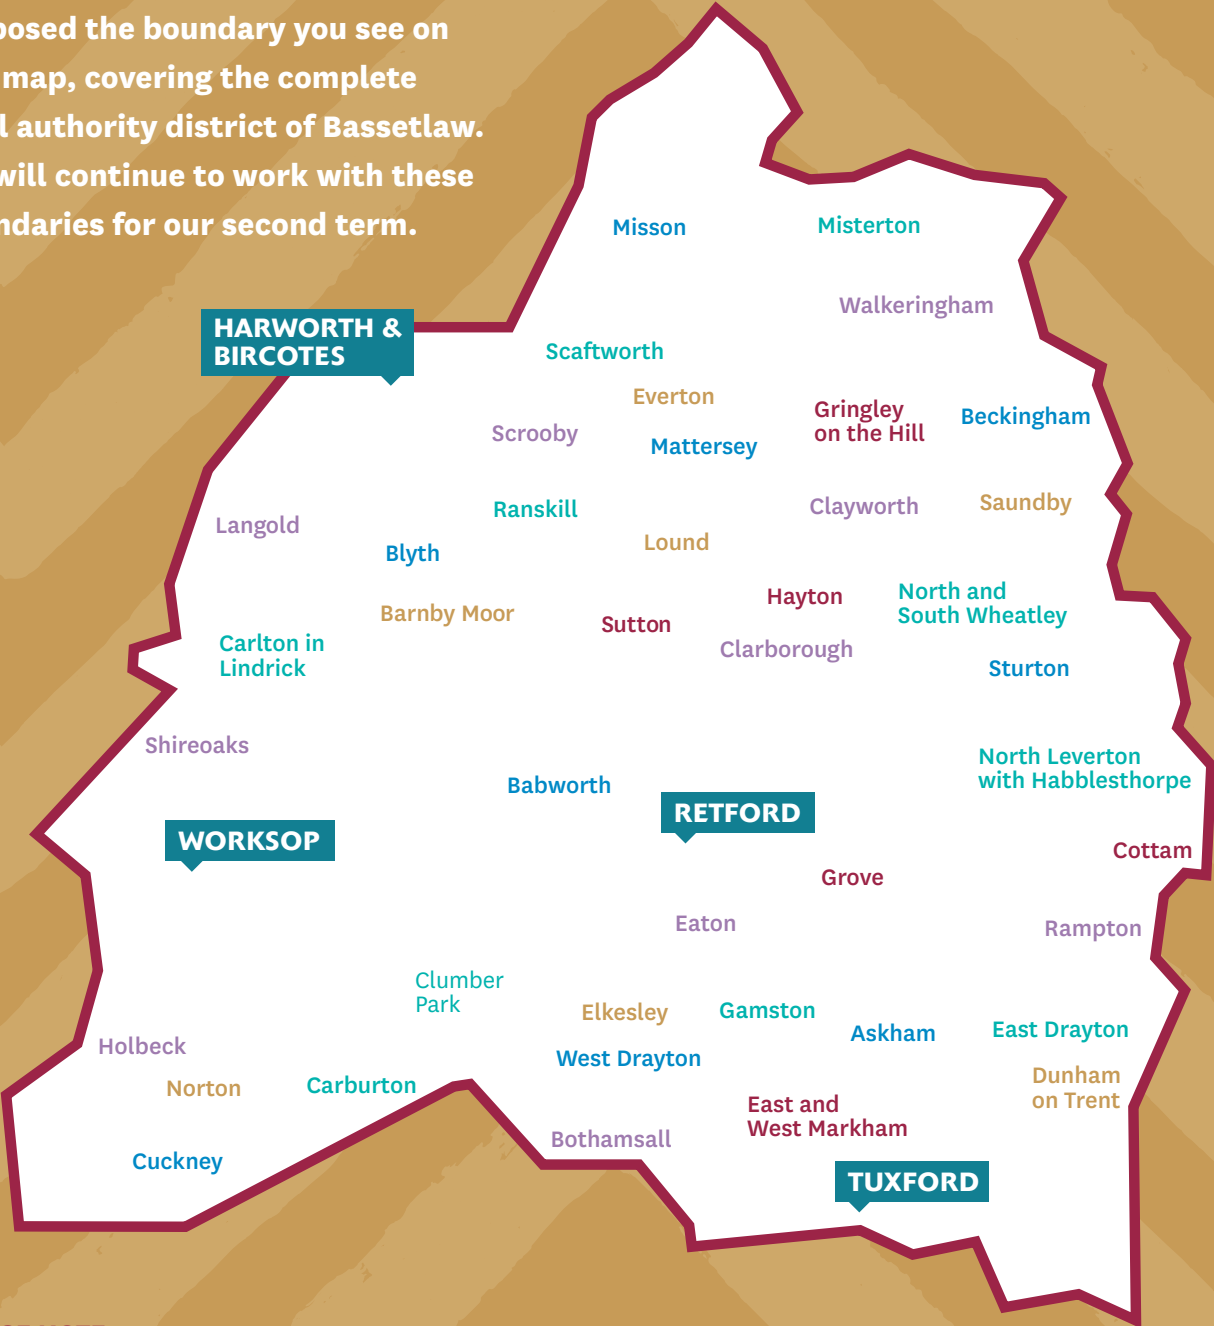 posed the boundary you see on
map, covering the complete
l authority district of Bassetlaw.
will continue to work with these
ndaries for our second term.
Misson
Misterton
Walkeringham
HARWORTH &
BIRCOTES
Scaftworth
Everton
Gringley
on the Hill
Beckingham
Scrooby
Mattersey
Ranskill
Clayworth
Saundby
Langold
Blyth
Lound
Hayton
North and
South Wheatley
Barnby Moor
Sutton
Carlton in
Lindrick
Clarborough
Sturton
Shireoaks
North Leverton
with Habblesthorpe
Babworth
RETFORD
WORKSOP
Cottam
Grove
Eaton
Rampton
Clumber
Park
Elkesley
Gamston
Askham
East Drayton
Holbeck
West Drayton
Norton
Carburton
Dunham
on Trent
East and
West Markham
Bothamsall
Cuckney
TUXFORD